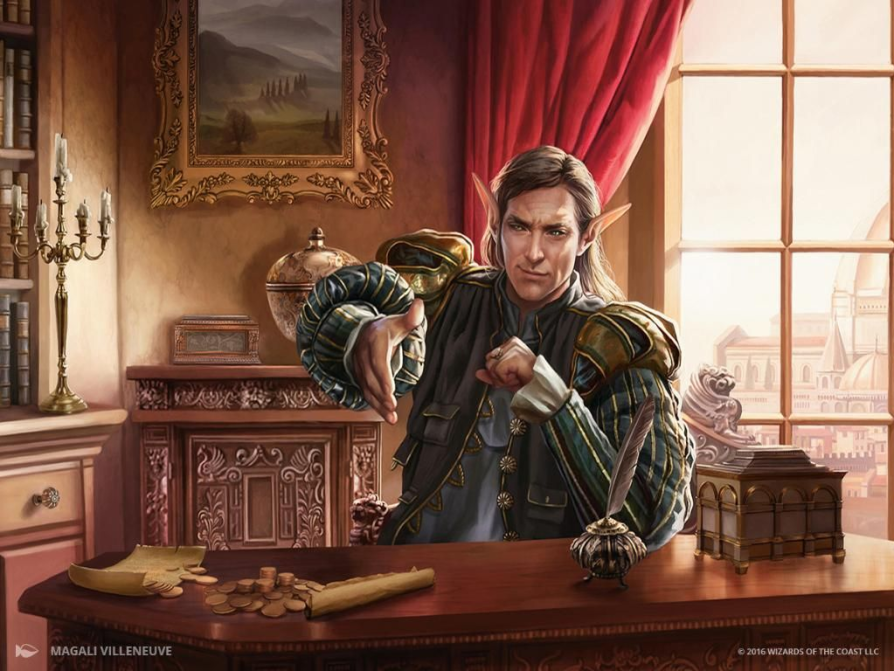 MAGALI VILLENEUVE
© 2016 WIZARDS OF THE COAST LLC